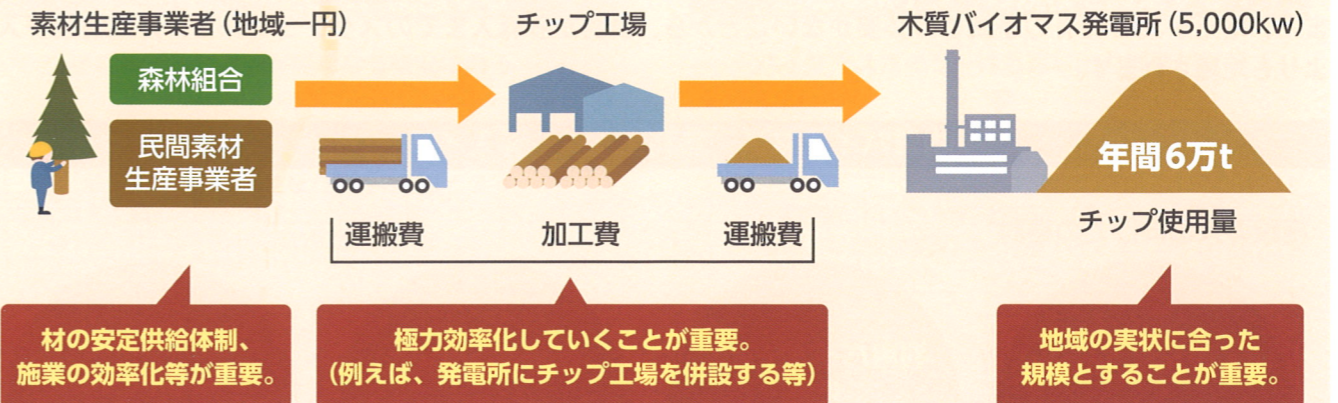 素材生産事業者（地域一円）
チップ工場
木質バイオマス発電所（5,000kw）
森林組合
民間素材
生産事業者
年間6万t
運搬費
加工費
運搬費
チップ使用量
材の安定供給体制、
施業の効率化等が重要。
極力効率化していくことが重要。
（例えば、発電所にチップ工場を併設する等）
地域の実状に合った
規模とすることが重要。